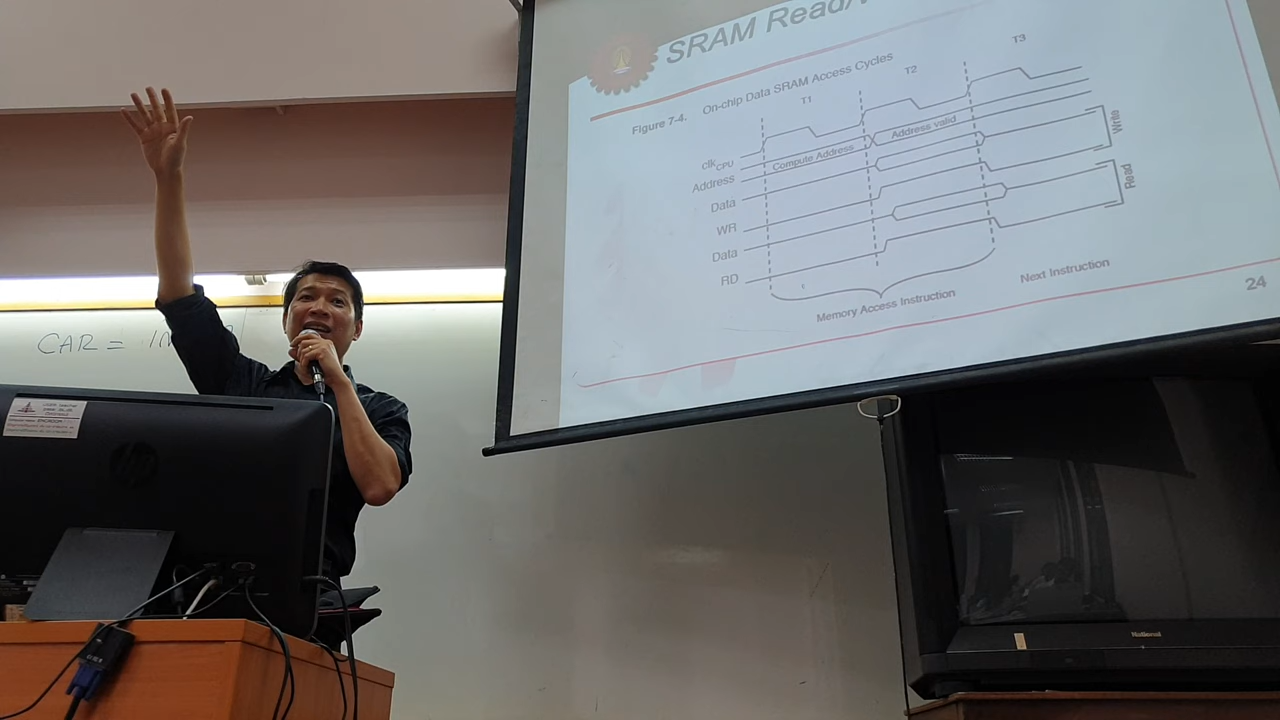 SRAM Read/
Figure 7-4. On-chip Data SRAM Access Cycles
T1
T2
T3
clkCPU
Address
Compute Address
Address valid
Data
WR
Write
Data
RD
Read
Memory Access Instruction
Next Instruction
24
CAR =
hp
National